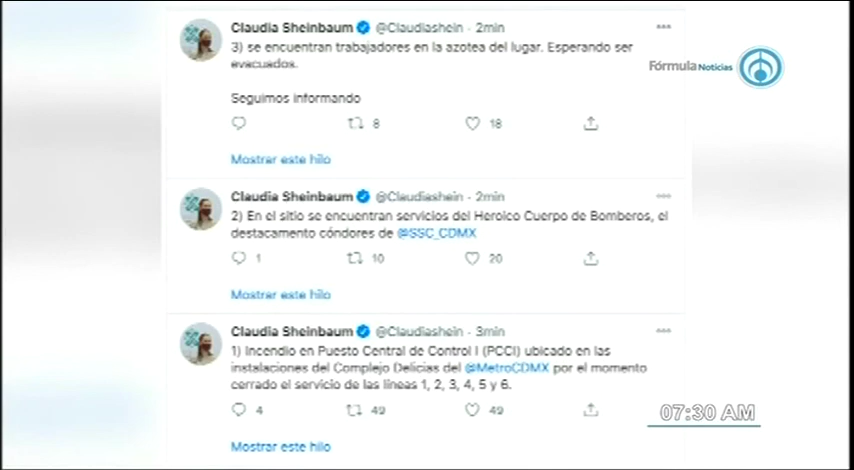 Claudia Sheinbaum @Claudiashein · 2min
3) se encuentran trabajadores en la azotea del lugar. Esperando ser
evacuados.
Seguimos informando
8 18
Mostrar este hilo
Fórmula Noticias
Claudia Sheinbaum @Claudiashein · 2min
2) En el sitio se encuentran servicios del Heroico Cuerpo de Bomberos, el
destacamento cóndores de @SSC_CDMX
1 10 20
Mostrar este hilo
Claudia Sheinbaum @Claudiashein · 3min
1) Incendio en Puesto Central de Control I (PCCI) ubicado en las
instalaciones del Complejo Delicias del @MetroCDMX por el momento
cerrado el servicio de las líneas 1, 2, 3, 4, 5 y 6.
4 49 49
Mostrar este hilo
07:30 AM